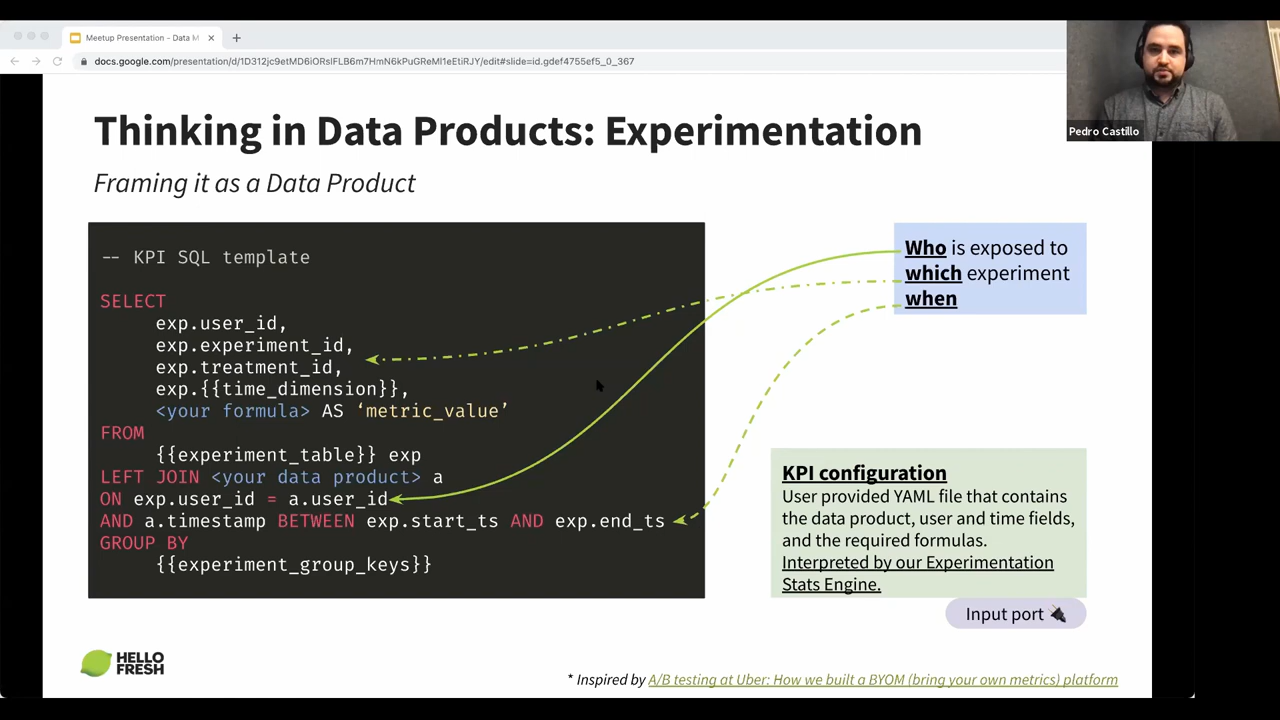 Meetup Presentation - Data M
docs.google.com/presentation/d/1D312jc9etMD6iORsIFLB6m7HmN6kPuGReMl1eEtiRJY/edit#slide=id.gdef4755ef5_0_367
Pedro Castillo
Thinking in Data Products: Experimentation
Framing it as a Data Product
-- KPI SQL template
SELECT
exp.user_id,
exp.experiment_id,
exp.treatment_id,
exp.{{time_dimension}},
<your formula> AS ‘metric_value’
FROM
{{experiment_table}} exp
LEFT JOIN <your data product> a
ON exp.user_id = a.user_id
AND a.timestamp BETWEEN exp.start_ts AND exp.end_ts
GROUP BY
{{experiment_group_keys}}
Who is exposed to
which experiment
when
KPI configuration
User provided YAML file that contains
the data product, user and time fields,
and the required formulas.
Interpreted by our Experimentation
Stats Engine.
Input port
HELLO
FRESH
* Inspired by A/B testing at Uber: How we built a BYOM (bring your own metrics) platform